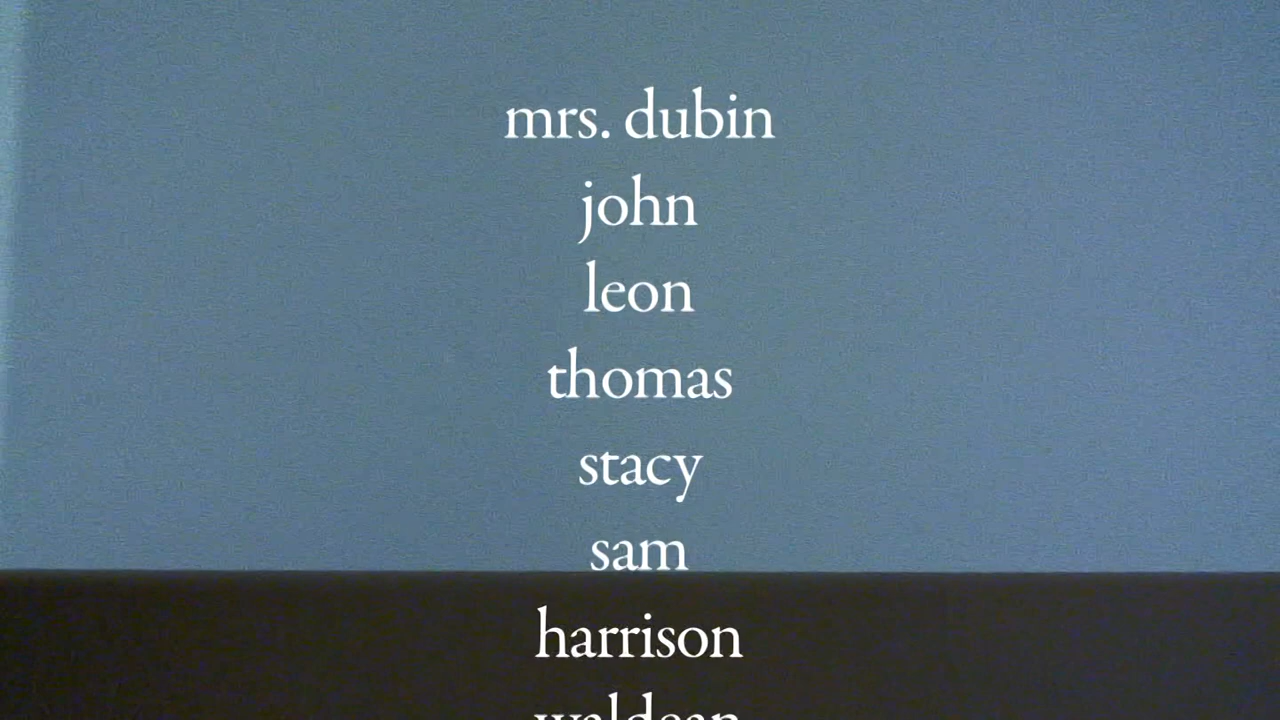 mrs. dubin
john
leon
thomas
stacy
sam
harrison